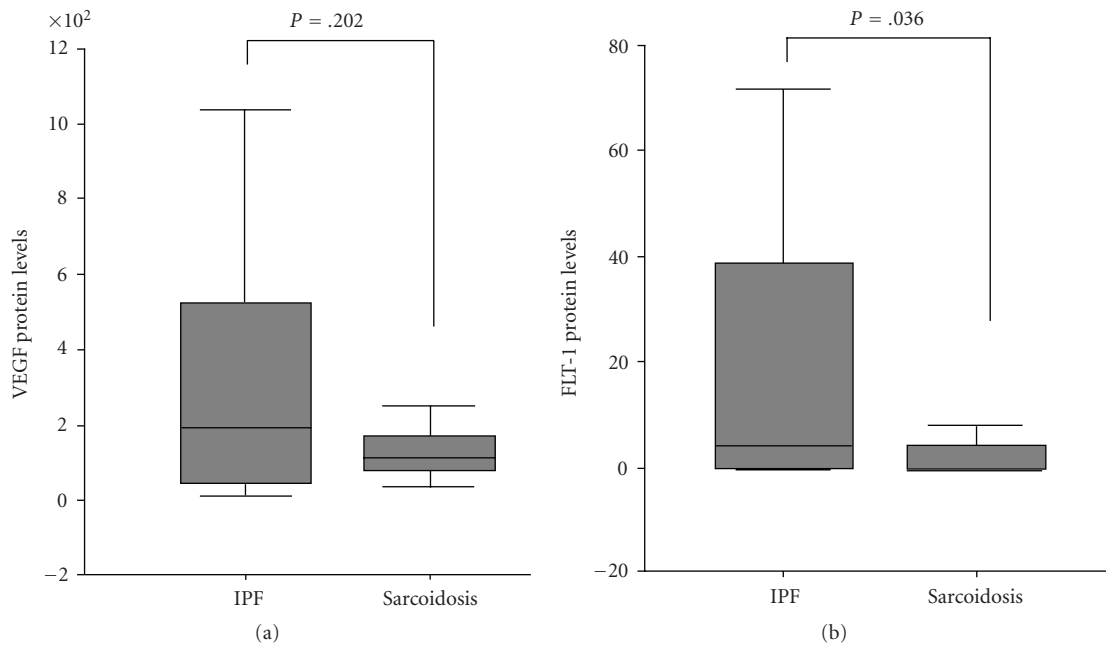 ×10²
P = .202
12
10
8
6
4
2
0
−2
VEGF protein levels
IPF
Sarcoidosis
(a)
P = .036
80
60
40
20
0
−20
FLT-1 protein levels
IPF
Sarcoidosis
(b)